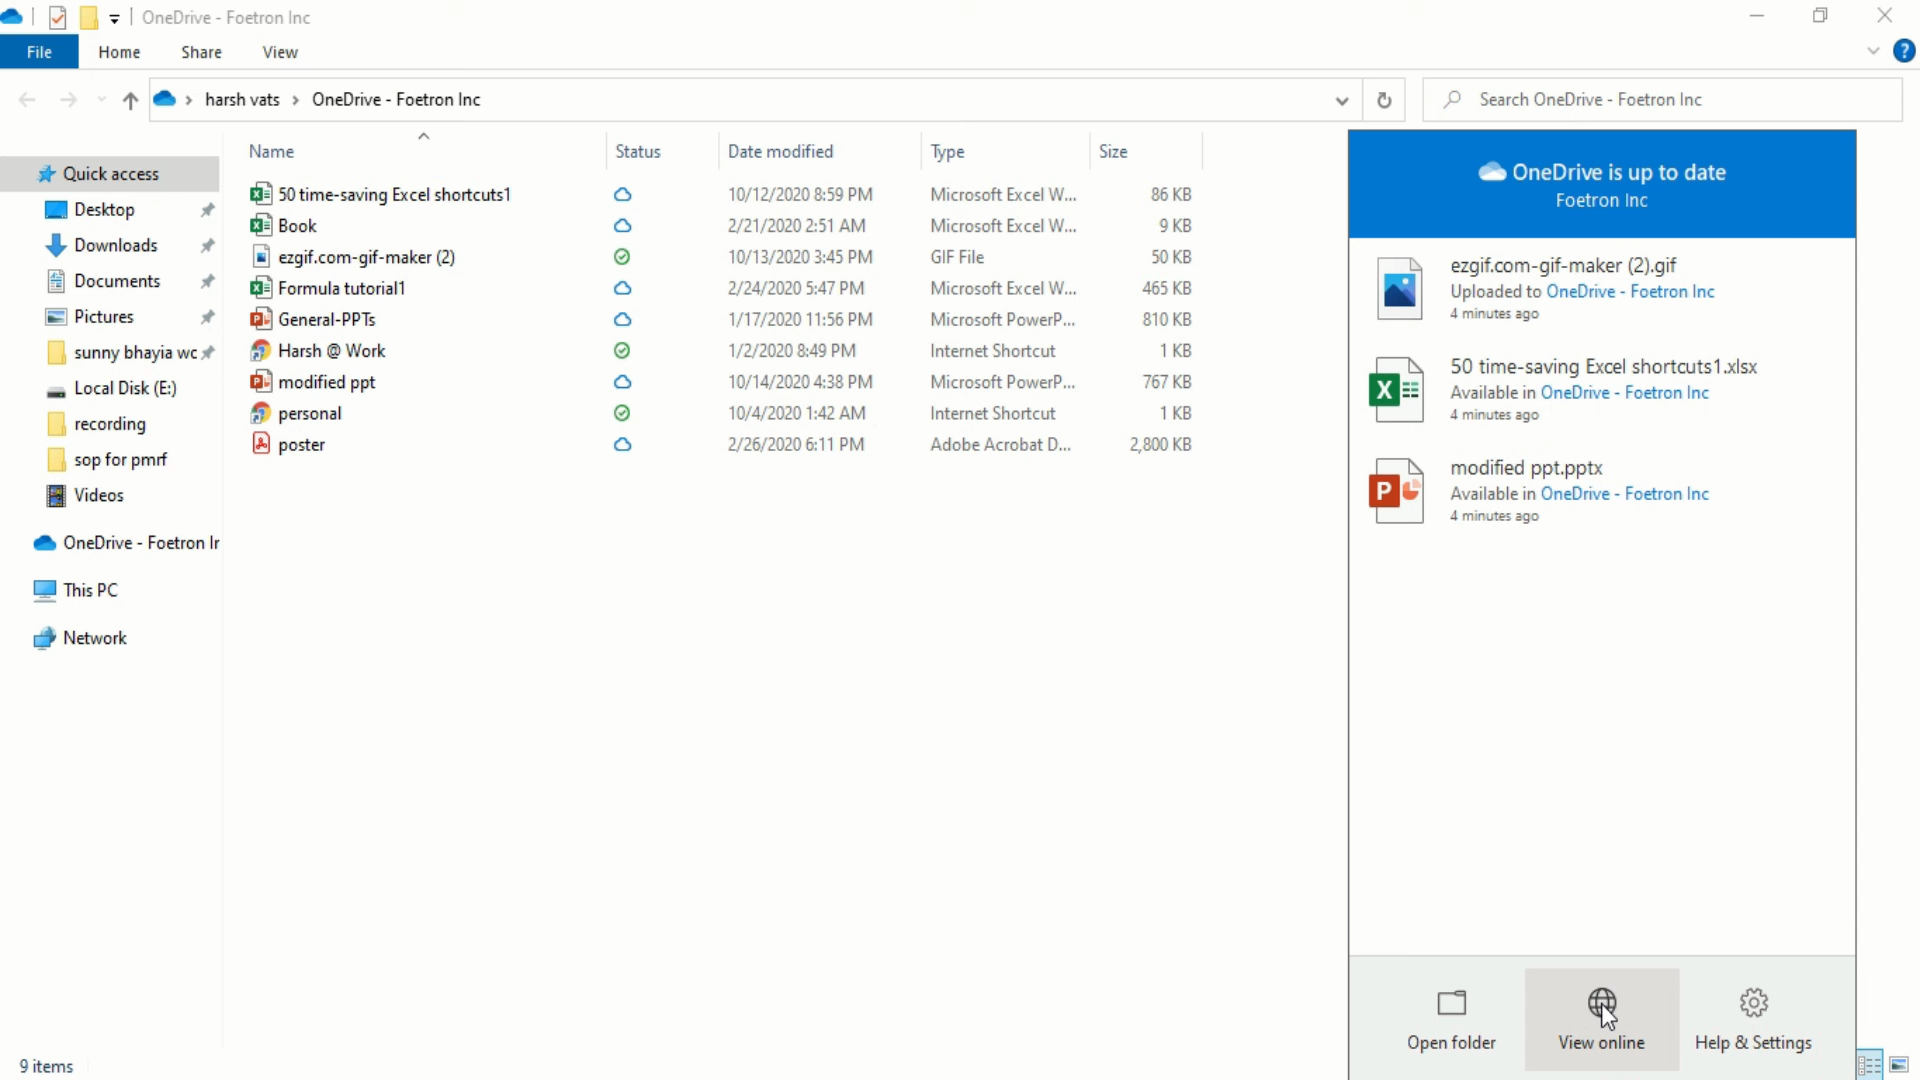 OneDrive - Foetron Inc
File Home Share View
harsh vats > OneDrive - Foetron Inc
Search OneDrive - Foetron Inc
Quick access
Desktop
Downloads
Documents
Pictures
sunny bhayia wc
Local Disk (E:)
recording
sop for pmrf
Videos
OneDrive - Foetron Ir
This PC
Network
Name Status Date modified Type Size
50 time-saving Excel shortcuts1 10/12/2020 8:59 PM Microsoft Excel W... 86 KB
Book 2/21/2020 2:51 AM Microsoft Excel W... 9 KB
ezgif.com-gif-maker (2) 10/13/2020 3:45 PM GIF File 50 KB
Formula tutorial1 2/24/2020 5:47 PM Microsoft Excel W... 465 KB
General-PPTs 1/17/2020 11:56 PM Microsoft PowerP... 810 KB
Harsh @ Work 1/2/2020 8:49 PM Internet Shortcut 1 KB
modified ppt 10/14/2020 4:38 PM Microsoft PowerP... 767 KB
personal 10/4/2020 1:42 AM Internet Shortcut 1 KB
poster 2/26/2020 6:11 PM Adobe Acrobat D... 2,800 KB
OneDrive is up to date
Foetron Inc
ezgif.com-gif-maker (2).gif
Uploaded to OneDrive - Foetron Inc
4 minutes ago
50 time-saving Excel shortcuts1.xlsx
Available in OneDrive - Foetron Inc
4 minutes ago
modified ppt.pptx
Available in OneDrive - Foetron Inc
4 minutes ago
Open folder View online Help & Settings
9 items